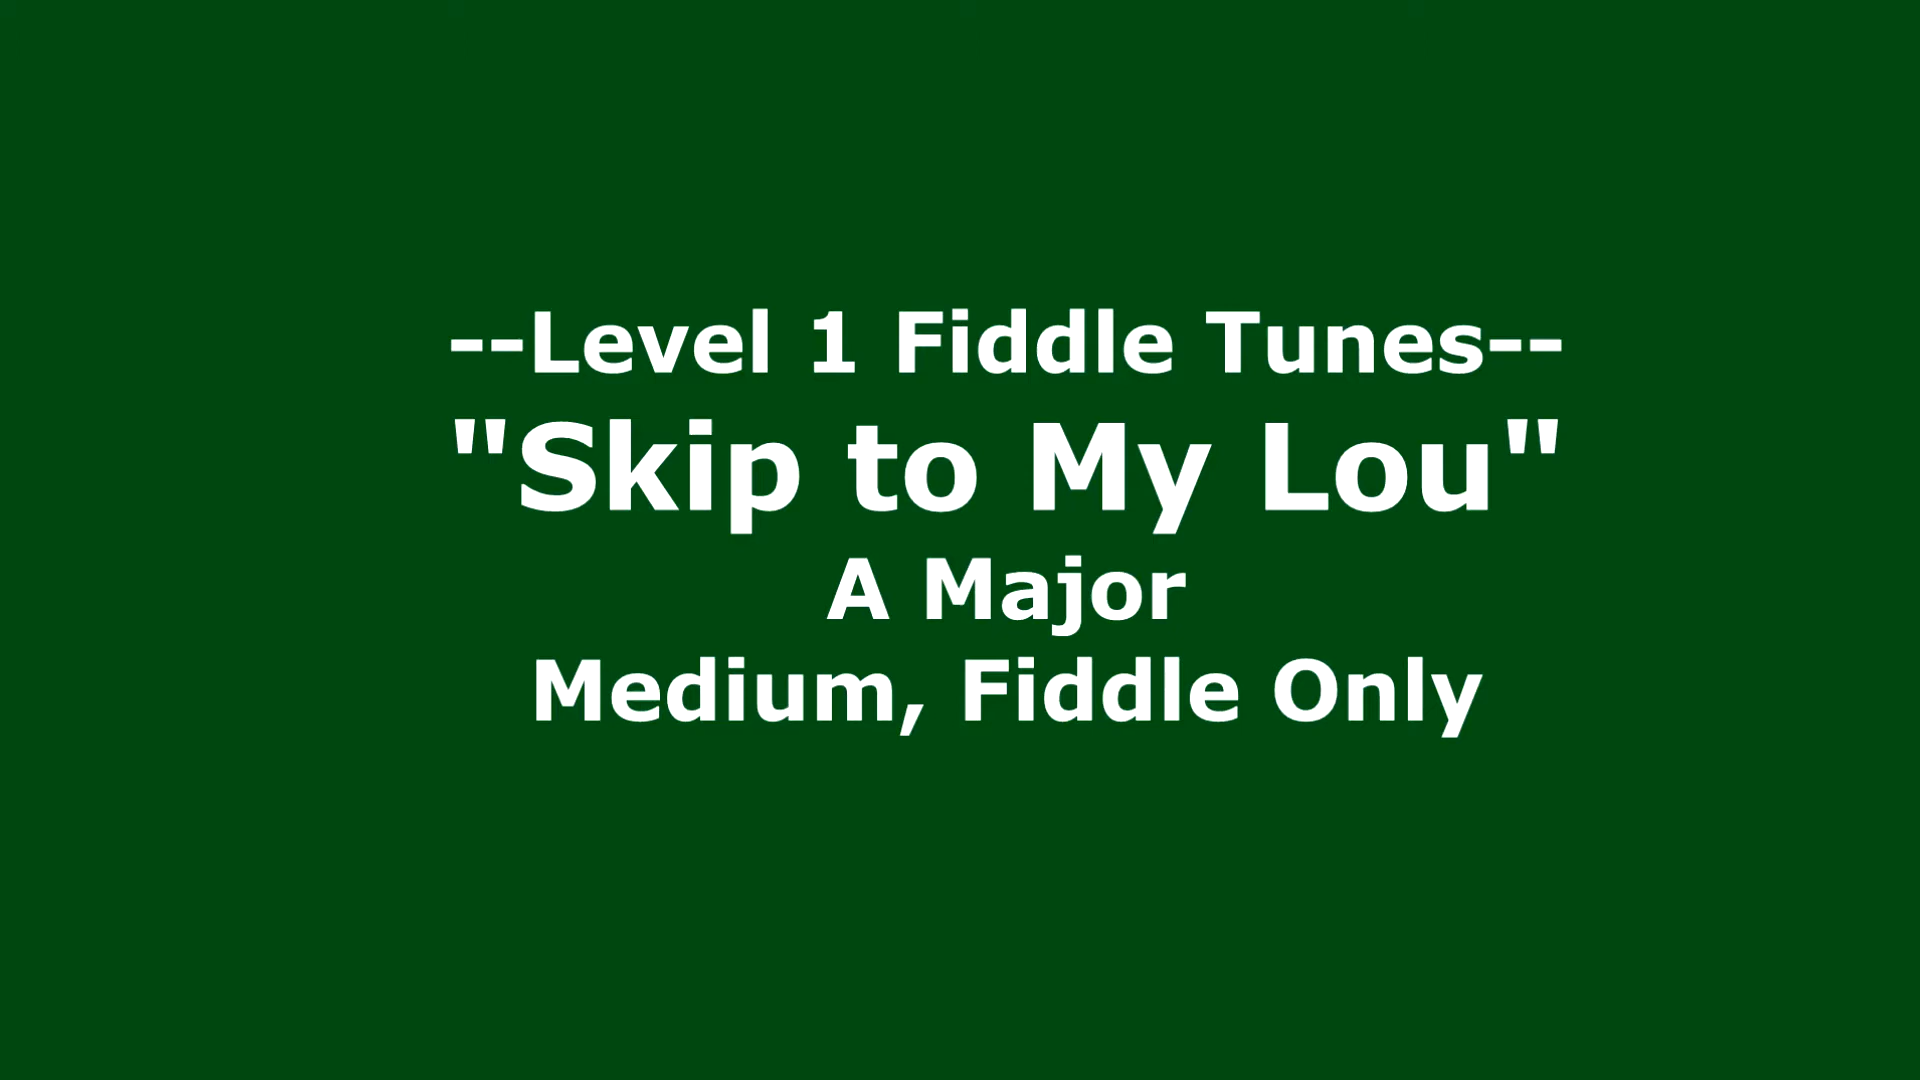 --Level 1 Fiddle Tunes--
"Skip to My Lou"
A Major
Medium, Fiddle Only